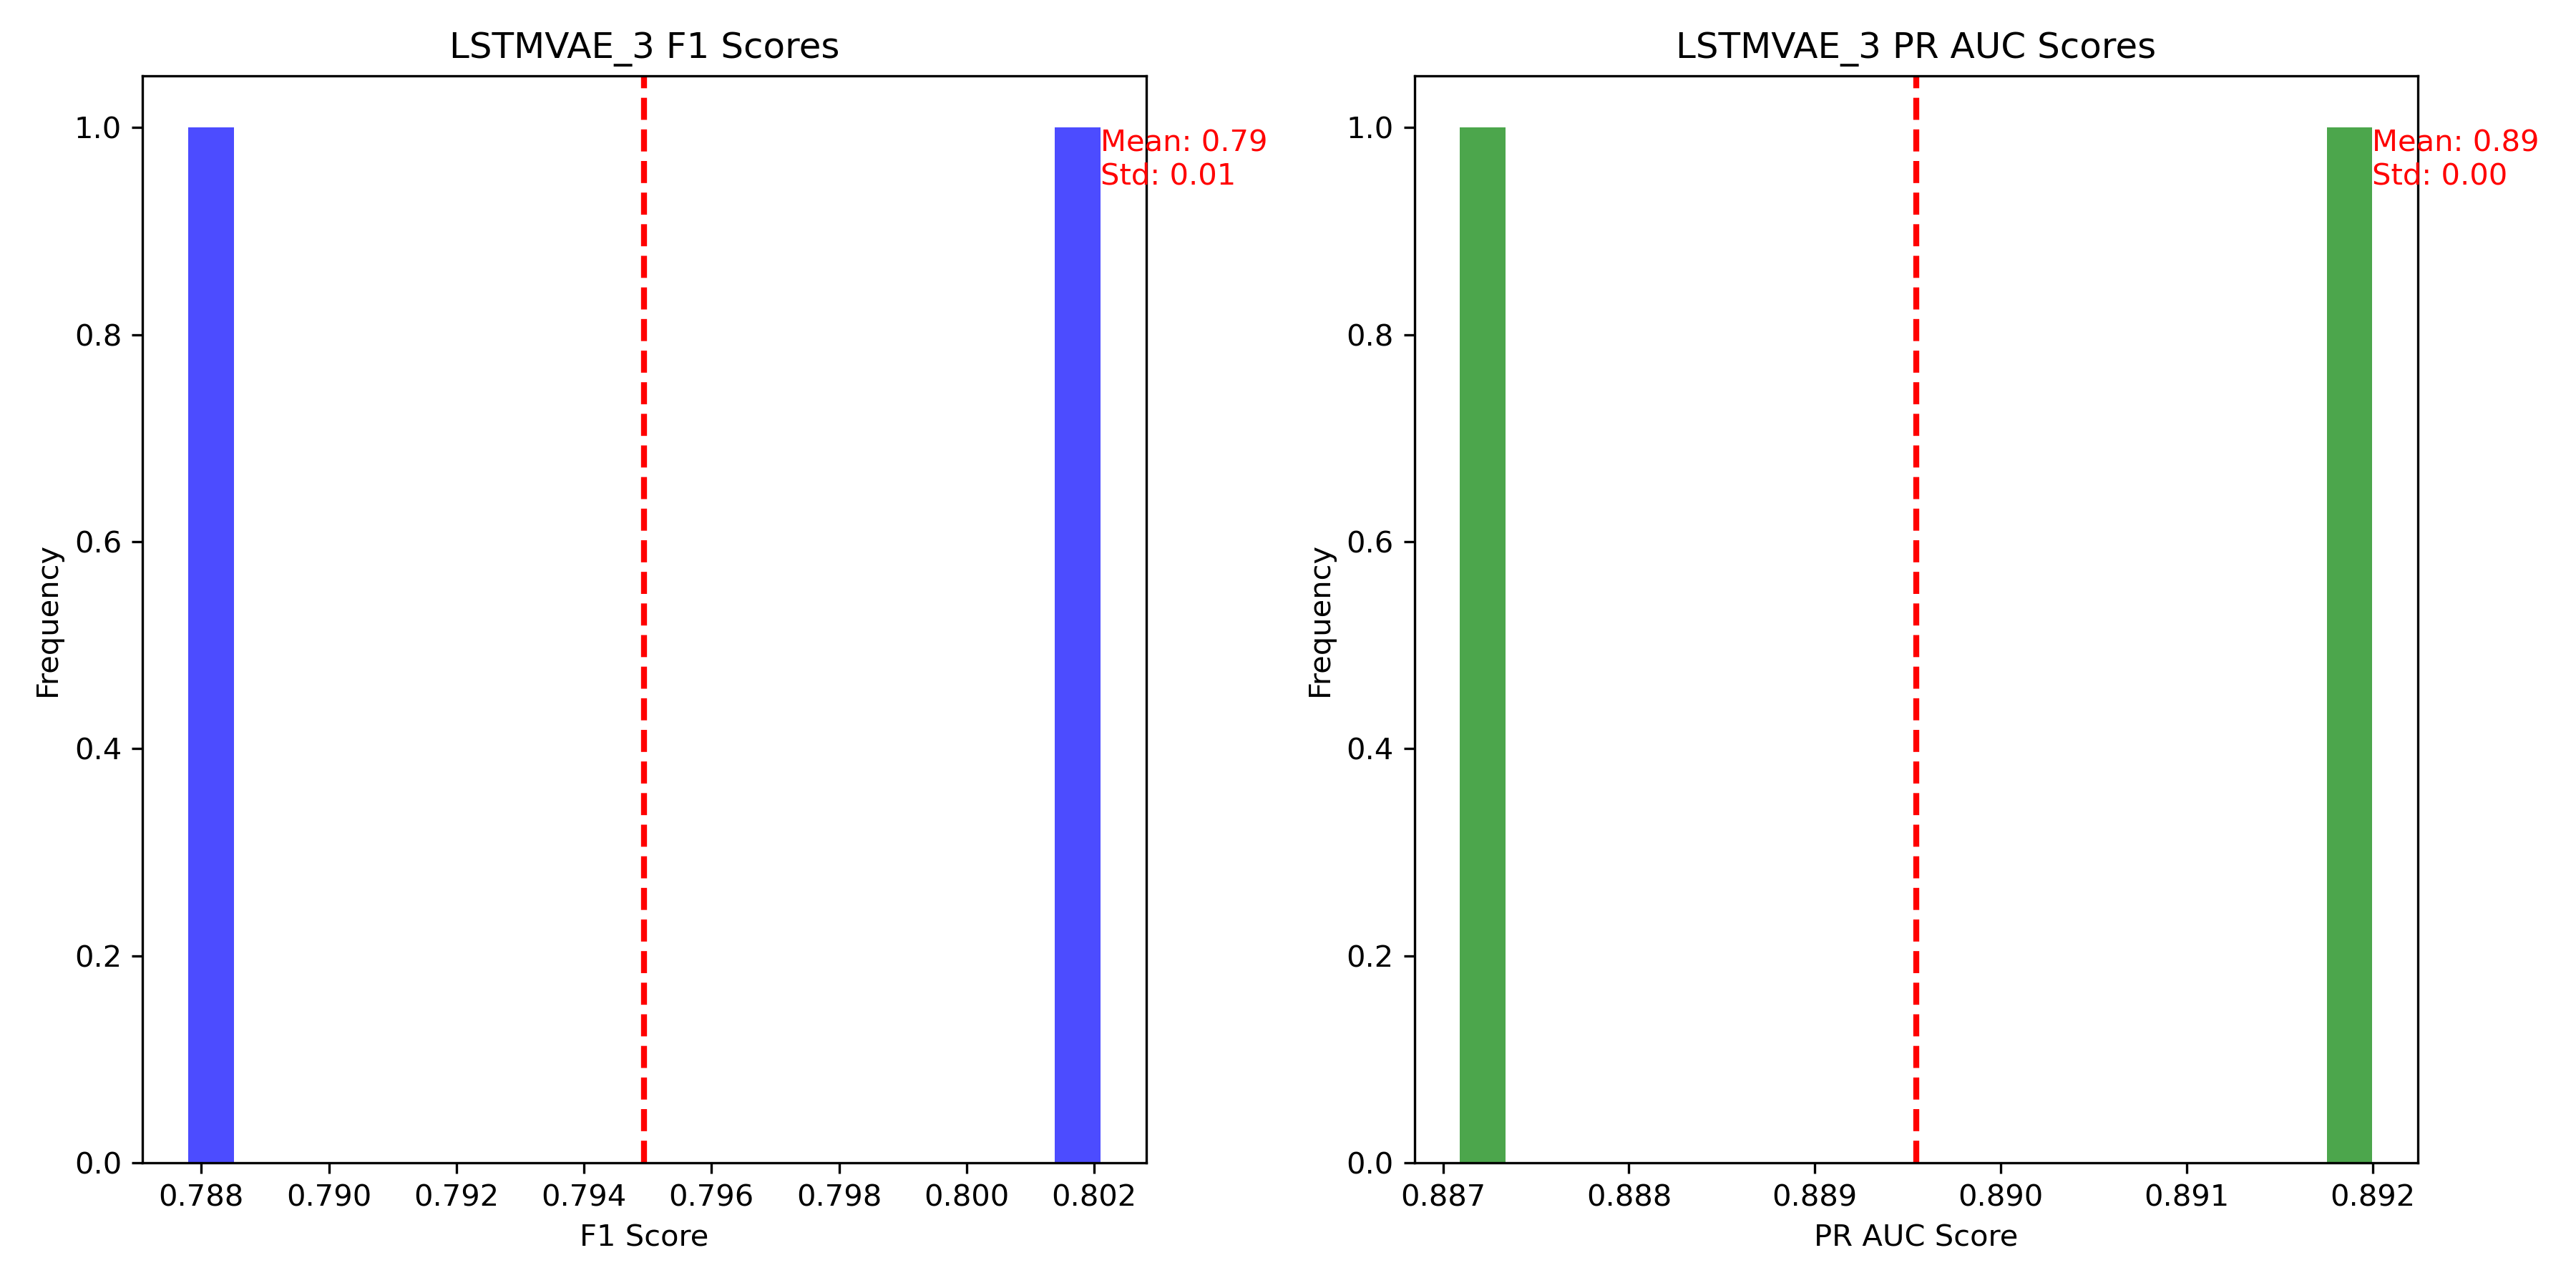 LSTMVAE_3 F1 Scores
1.0
0.8
0.6
0.4
0.2
0.0
Frequency
Mean: 0.79
Std: 0.01
0.788 0.790 0.792 0.794 0.796 0.798 0.800 0.802
F1 Score
LSTMVAE_3 PR AUC Scores
1.0
0.8
0.6
0.4
0.2
0.0
Frequency
Mean: 0.89
Std: 0.00
0.887 0.888 0.889 0.890 0.891 0.892
PR AUC Score